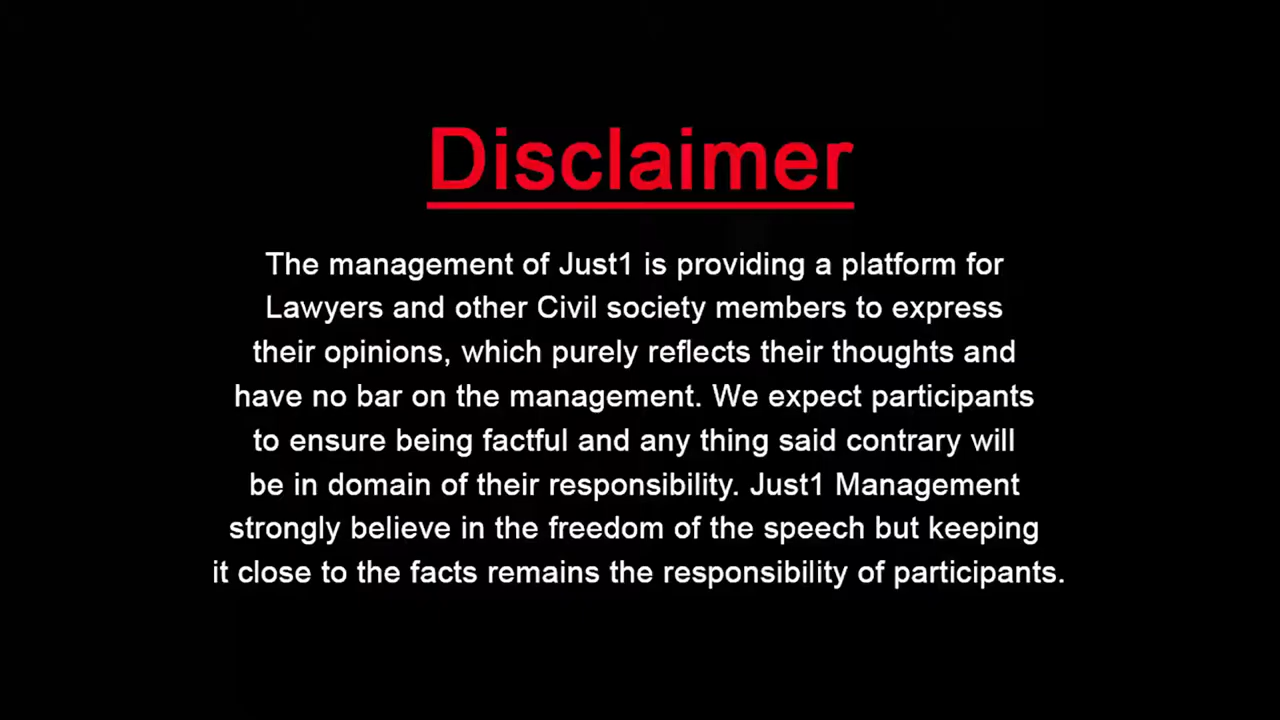 Disclaimer
The management of Just1 is providing a platform for
Lawyers and other Civil society members to express
their opinions, which purely reflects their thoughts and
have no bar on the management. We expect participants
to ensure being factful and any thing said contrary will
be in domain of their responsibility. Just1 Management
strongly believe in the freedom of the speech but keeping
it close to the facts remains the responsibility of participants.